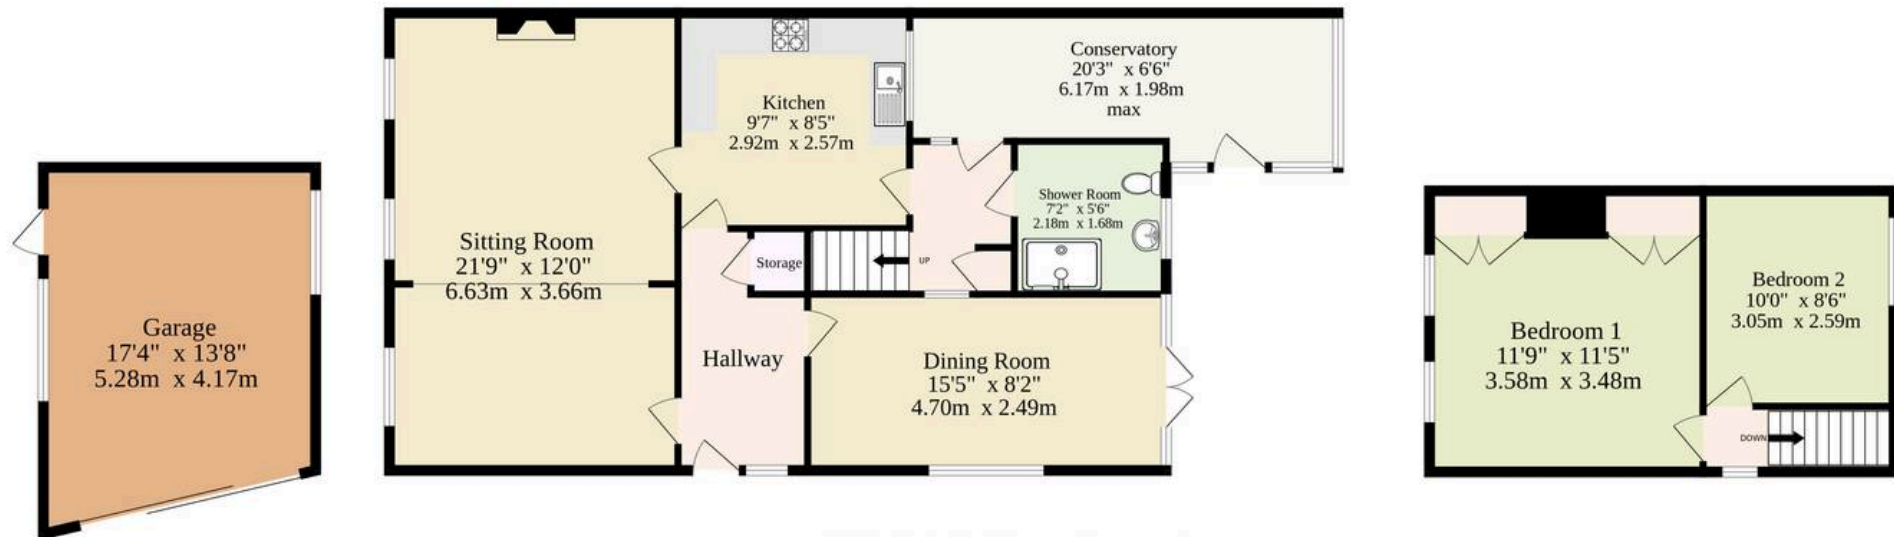 Garage
17'4" x 13'8"
5.28m x 4.17m
Sitting Room
21'9" x 12'0"
6.63m x 3.66m
Kitchen
9'7" x 8'5"
2.92m x 2.57m
Conservatory
20'3" x 6'6"
6.17m x 1.98m
max
Shower Room
7'2" x 5'6"
2.18m x 1.68m
Storage
UP
Hallway
Dining Room
15'5" x 8'2"
4.70m x 2.49m
Bedroom 1
11'9" x 11'5"
3.58m x 3.48m
Bedroom 2
10'0" x 8'6"
3.05m x 2.59m
DOWN